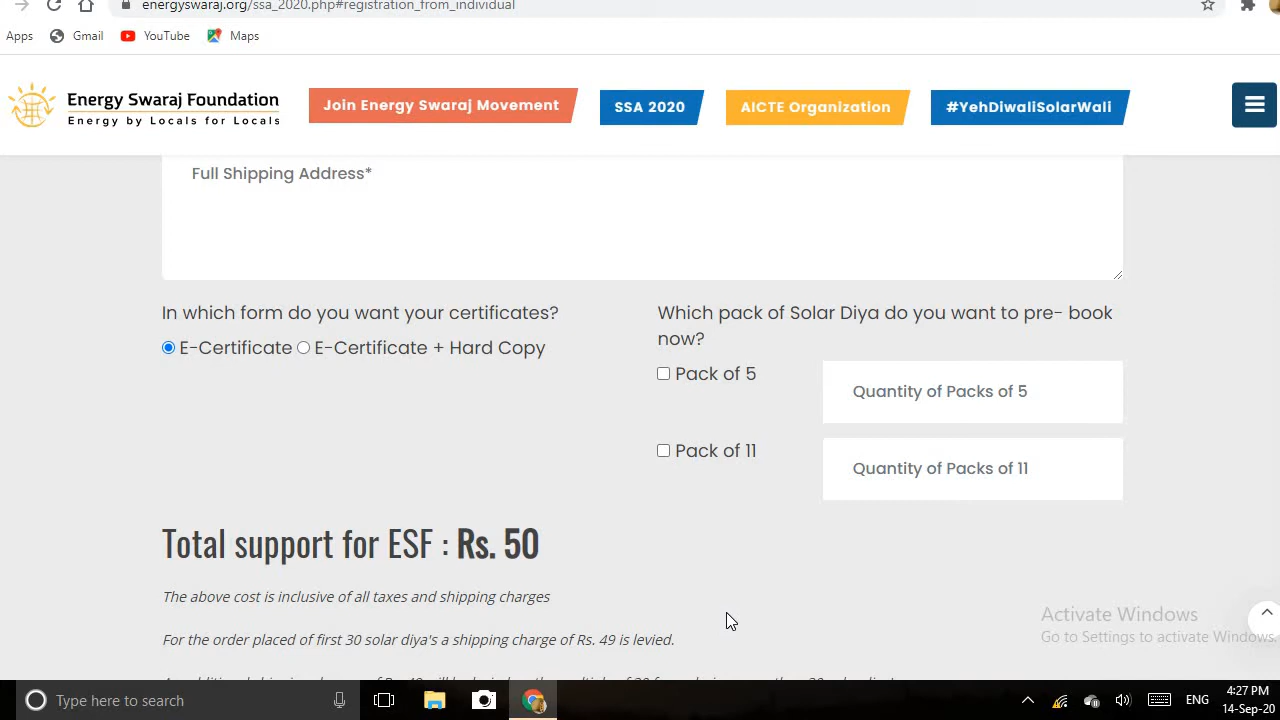 energyswaraj.org/ssa_2020.php#registration_from_individual
Apps Gmail YouTube Maps
Energy Swaraj Foundation
Energy by Locals for Locals
Join Energy Swaraj Movement
SSA 2020
AICTE Organization
#YehDiwaliSolarWali
Full Shipping Address*
In which form do you want your certificates?
E-Certificate E-Certificate + Hard Copy
Which pack of Solar Diya do you want to pre- book
now?
Pack of 5 Quantity of Packs of 5
Pack of 11 Quantity of Packs of 11
Total support for ESF : Rs. 50
The above cost is inclusive of all taxes and shipping charges
For the order placed of first 30 solar diya's a shipping charge of Rs. 49 is levied.
Activate Windows
Go to Settings to activate Windows.
Type here to search
ENG
4:27 PM
14-Sep-20